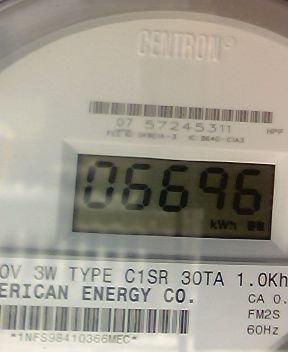 CENTRON®
07 57245311
HPF
06696
kWh
0V 3W TYPE C1SR 30TA 1.0Kh
ERICAN ENERGY CO.
CA 0.
FM2S
60Hz
*1NFS98410366MEC*